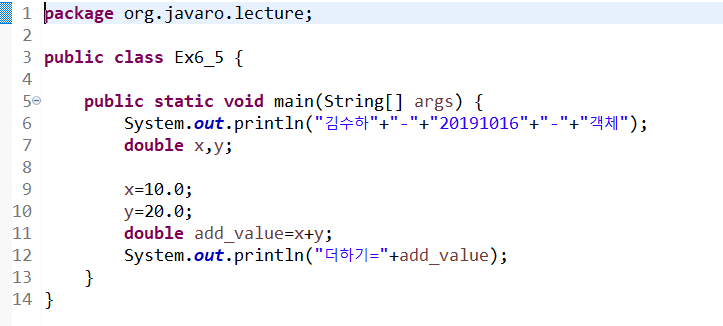 1 package org.javaro.lecture;
2
3 public class Ex6_5 {
4
5 public static void main(String[] args) {
6 System.out.println("김수하"+"-"+"20191016"+"-"+"객체");
7 double x,y;
8
9 x=10.0;
10 y=20.0;
11 double add_value=x+y;
12 System.out.println("더하기="+add_value);
13 }
14 }